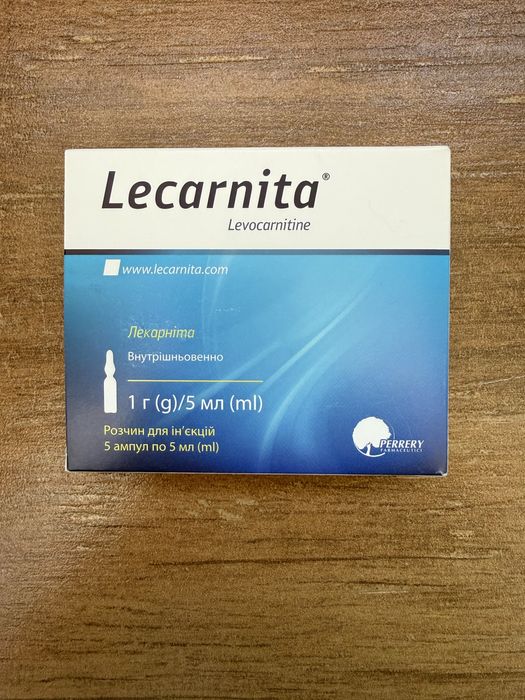 Lecarnita®
Levocarnitine
www.lecarnita.com
Лекарніта
Внутрішньовенно
1 г (g)/5 мл (ml)
Розчин для ін'єкцій
5 ампул по 5 мл (ml)
PERRERY
FARMACEUTICI